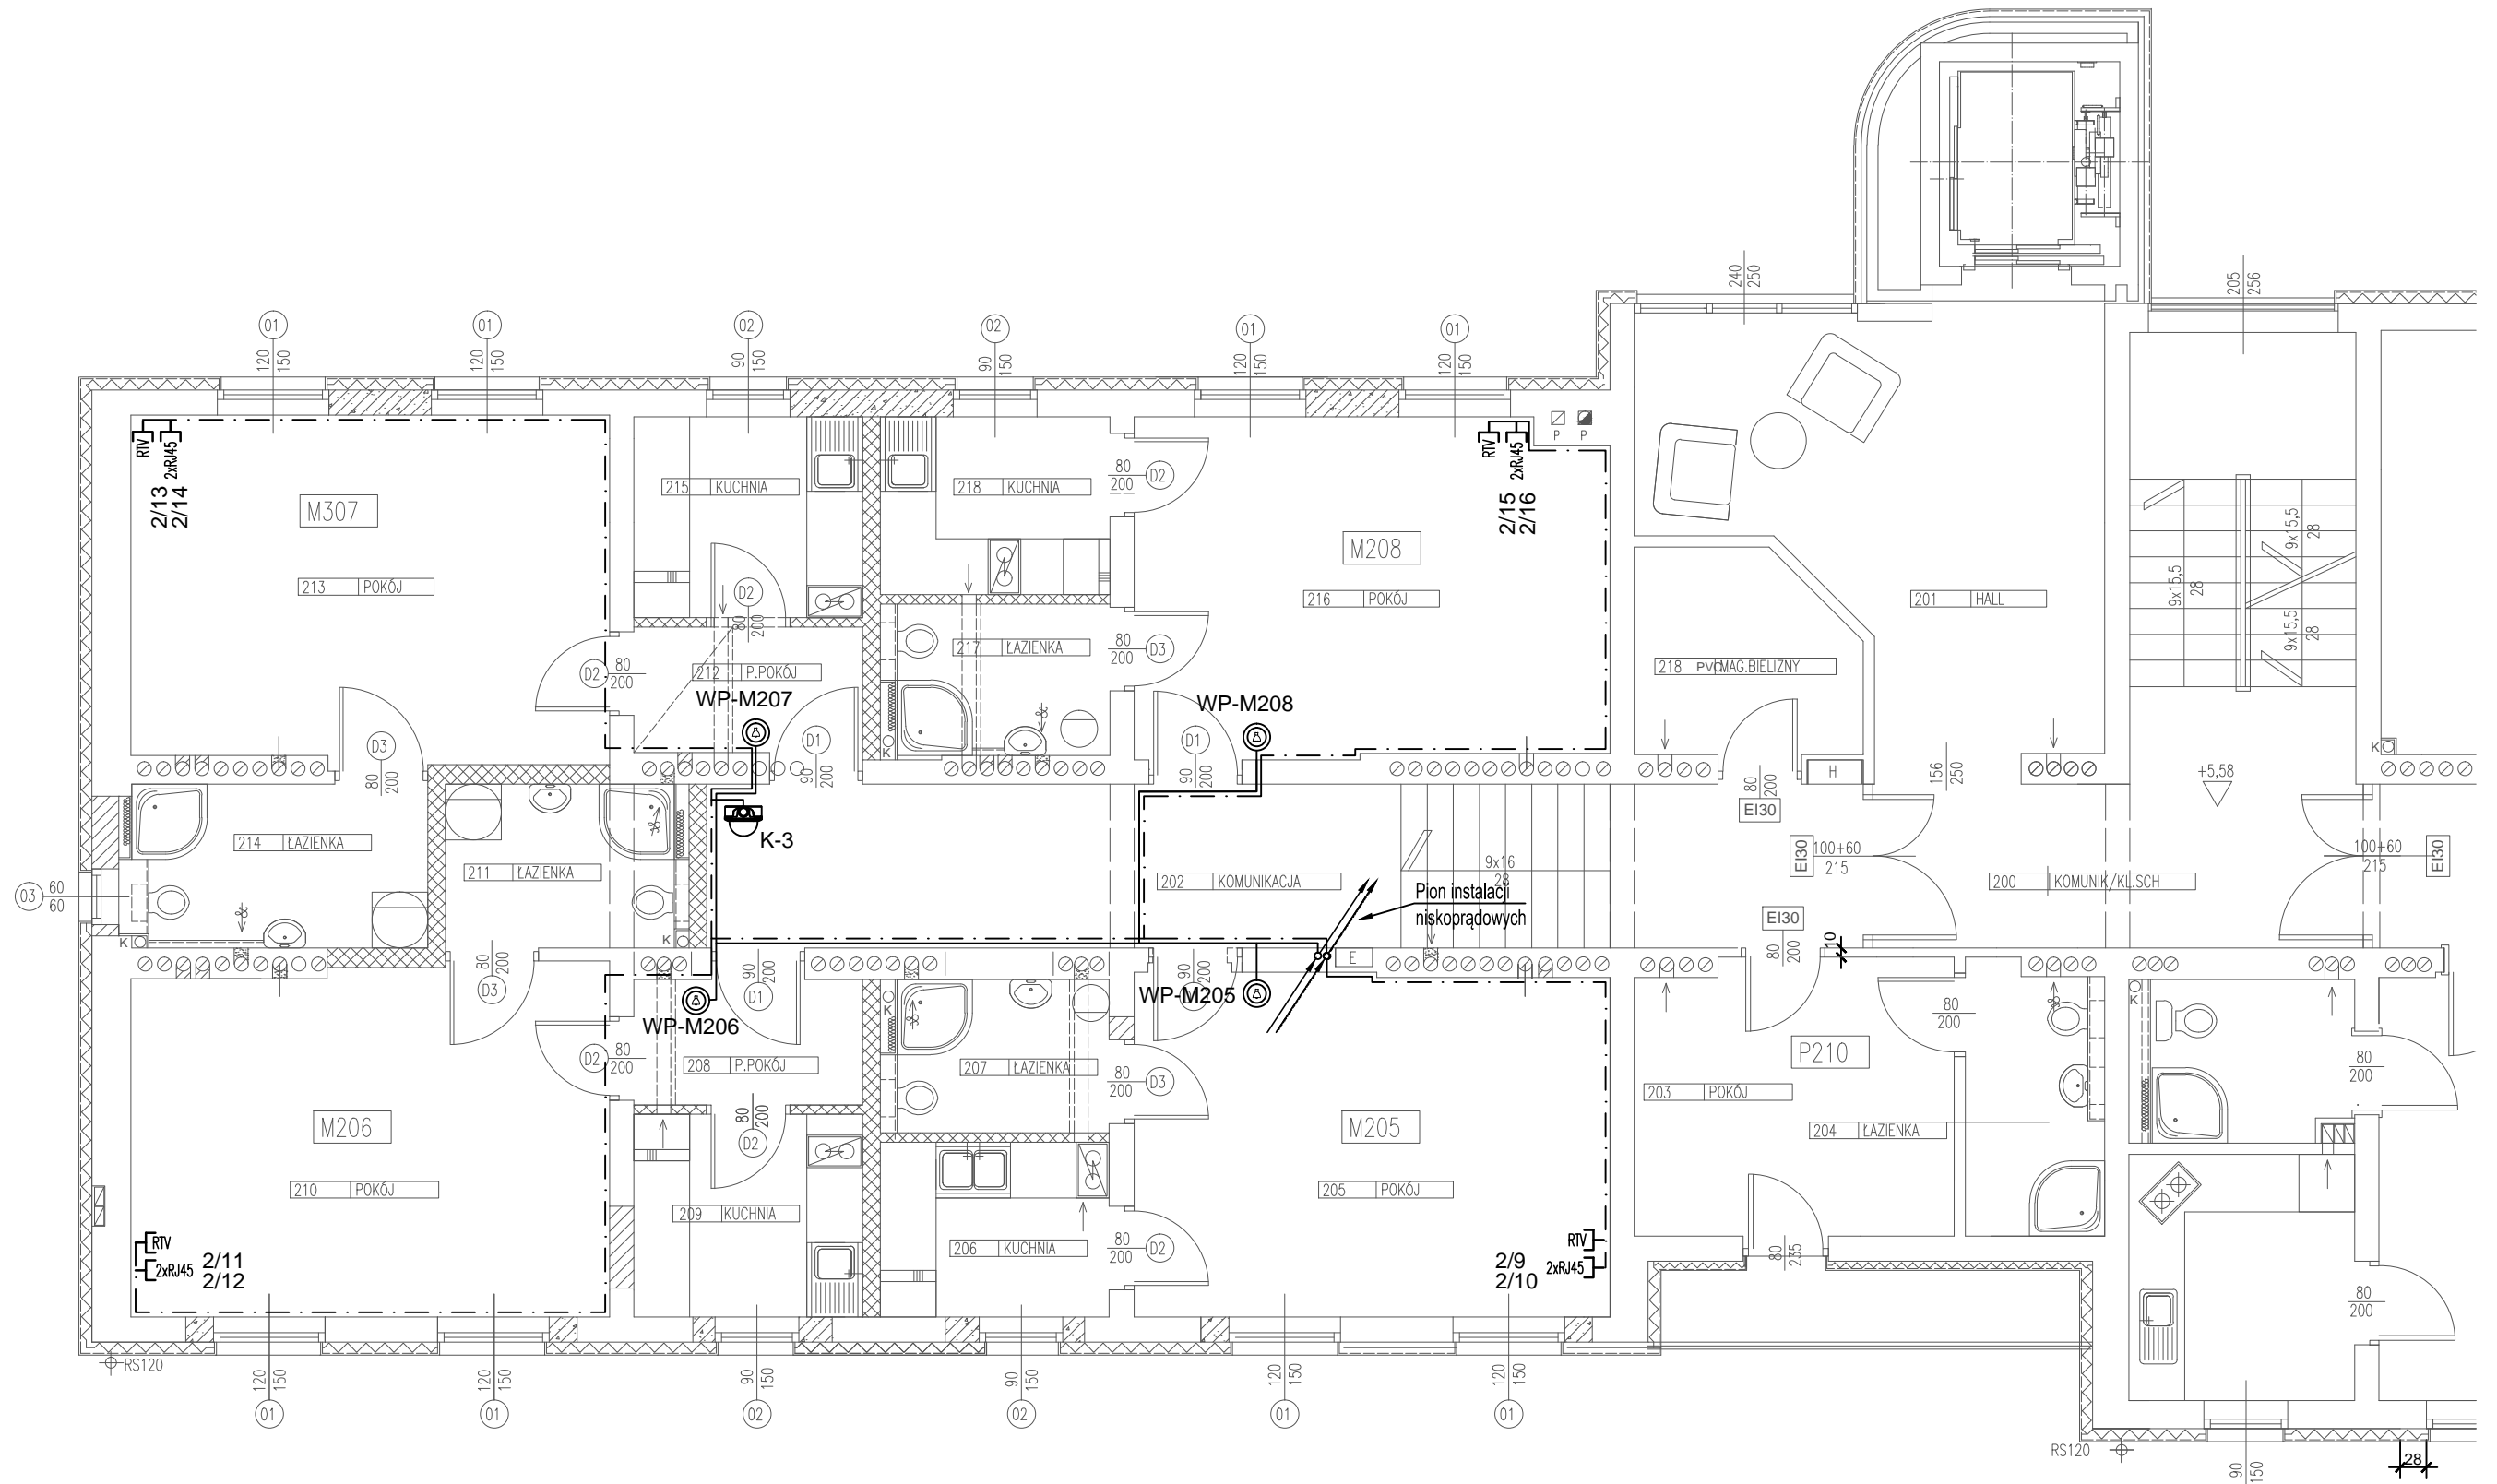 240
250
205
256
01
120
150
01
120
150
02
90
150
02
90
150
01
120
150
01
120
150
RTV
2xRJ45
2/13
2/14
M307
213 POKÓJ
215 KUCHNIA
218 KUCHNIA
80
200
D2
RTV
2xRJ45
2/15
2/16
P
P
M208
216 POKÓJ
201 HALL
9x15,5
28
9x15,5
28
9x15,5
28
D2
80
200
217 ŁAZIENKA
80
200
D3
D2
80
200
212 P.POKÓJ
218 PVC MAG.BIELIZNY
WP-M207
WP-M208
D3
80
200
D1
90
200
K
D1
90
200
80
200
EI30
H
156
250
+5,58
K
K-3
214 ŁAZIENKA
211 ŁAZIENKA
03
60
60
K
K
202 KOMUNIKACJA
9x16
28
Pion instalacji
niskoprądowych
EI30
100+60
215
200 KOMUNIK/KL.SCH
100+60
215
EI30
EI30
80
200
10
E
80
200
D3
90
200
D1
90
200
D1
WP-M206
WP-M205
K
K
D2
80
200
208 P.POKÓJ
207 ŁAZIENKA
80
200
D3
80
200
P210
203 POKÓJ
204 ŁAZIENKA
80
200
M206
M205
80
200
D2
210 POKÓJ
205 POKÓJ
209 KUCHNIA
206 KUCHNIA
80
200
D2
RTV
2xRJ45
2/11
2/12
RTV
2xRJ45
2/9
2/10
80
235
80
200
RS120
120
150
01
120
150
01
90
150
02
90
150
02
120
150
01
120
150
01
RS120
90
150
28